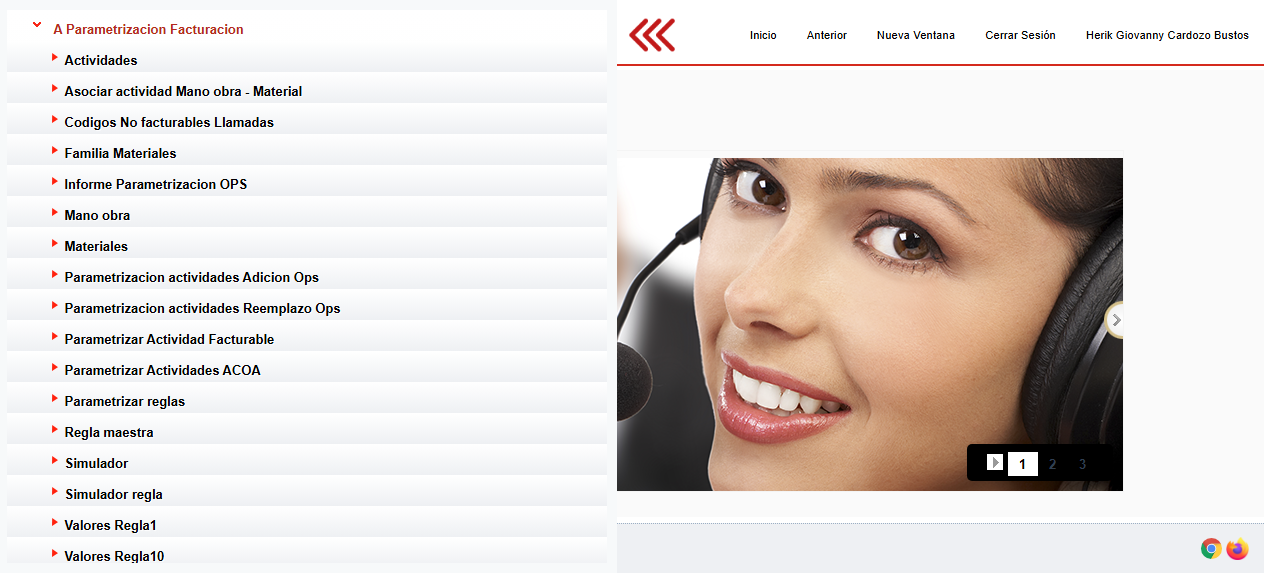 A Parametrizacion Facturacion
Actividades
Asociar actividad Mano obra - Material
Codigos No facturables Llamadas
Familia Materiales
Informe Parametrizacion OPS
Mano obra
Materiales
Parametrizacion actividades Adicion Ops
Parametrizacion actividades Reemplazo Ops
Parametrizar Actividad Facturable
Parametrizar Actividades ACOA
Parametrizar reglas
Regla maestra
Simulador
Simulador regla
Valores Regla1
Valores Regla10
Inicio Anterior Nueva Ventana Cerrar Sesión Herik Giovanny Cardozo Bustos
1 2 3